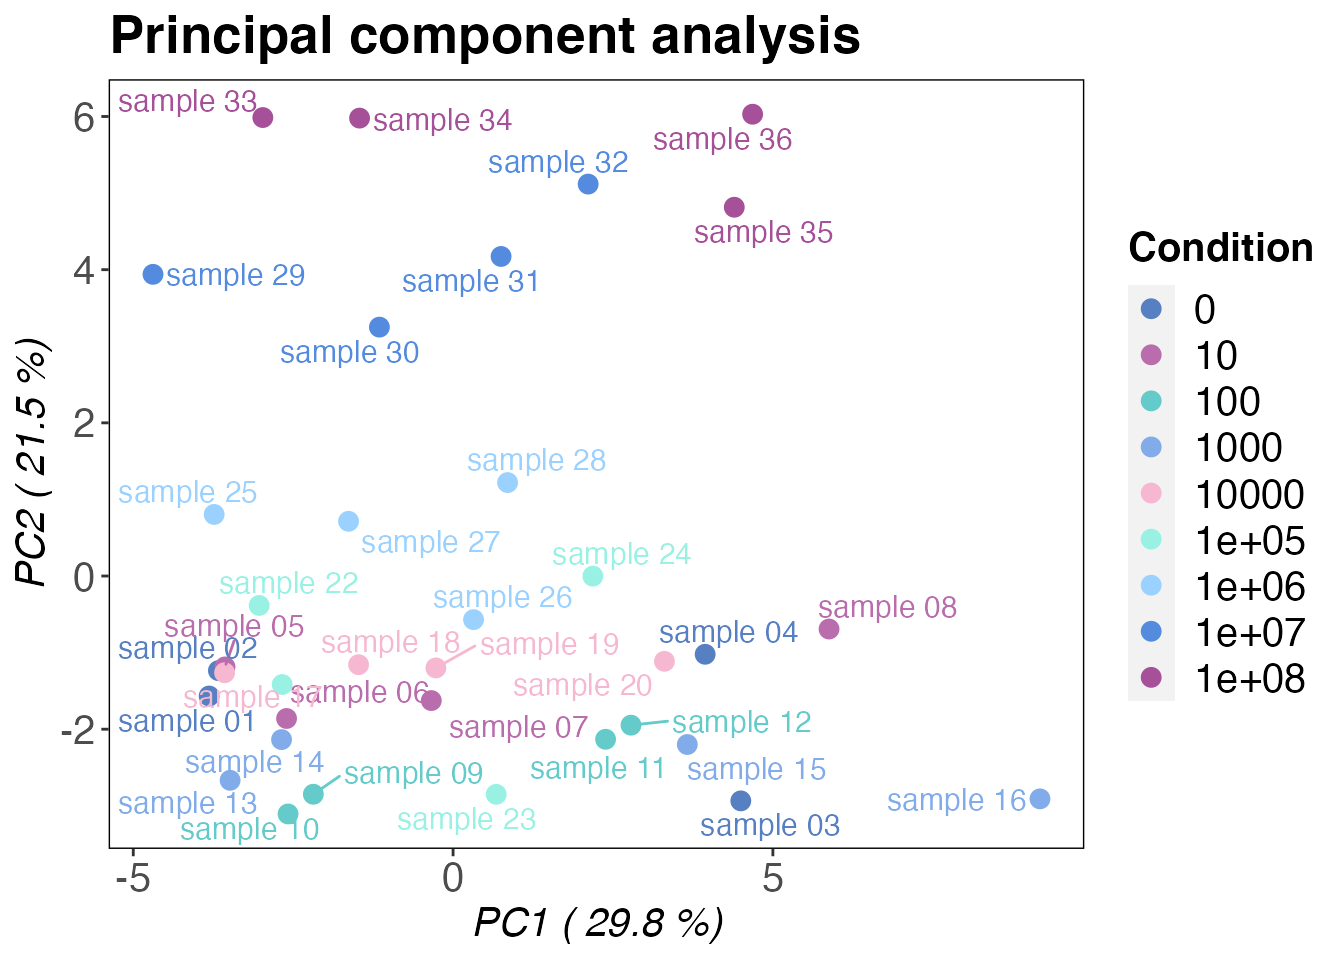 Principal component analysis
sample 33
sample 34
sample 36
sample 32
sample 35
sample 29
sample 31
sample 30
sample 28
sample 25
sample 27
sample 24
sample 22
sample 26
sample 08
sample 05
sample 04
sample 02
sample 18
sample 19
sample 20
sample 17
sample 06
sample 01
sample 07
sample 12
sample 14
sample 11
sample 15
sample 09
sample 13
sample 16
sample 10
sample 23
sample 03
6
4
2
0
-2
-5
0
5
PC2 ( 21.5 %)
PC1 ( 29.8 %)
Condition
0
10
100
1000
10000
1e+05
1e+06
1e+07
1e+08